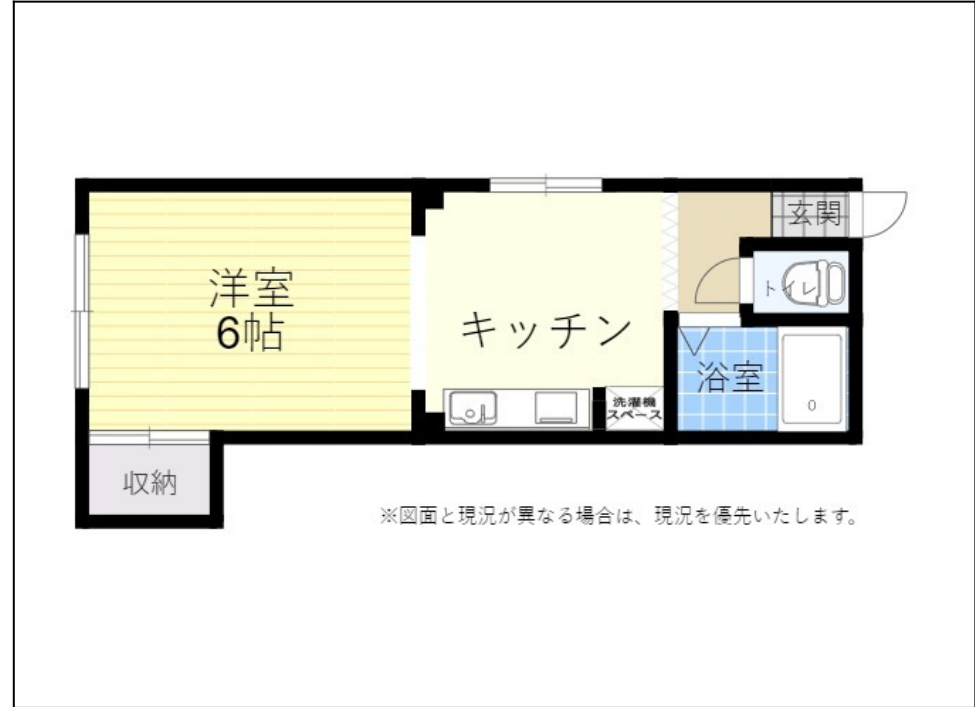 玄関
洋室
6帖
トイレ
キッチン
浴室
洗濯機
スペース
収納
※図面と現況が異なる場合は、現況を優先いたします。